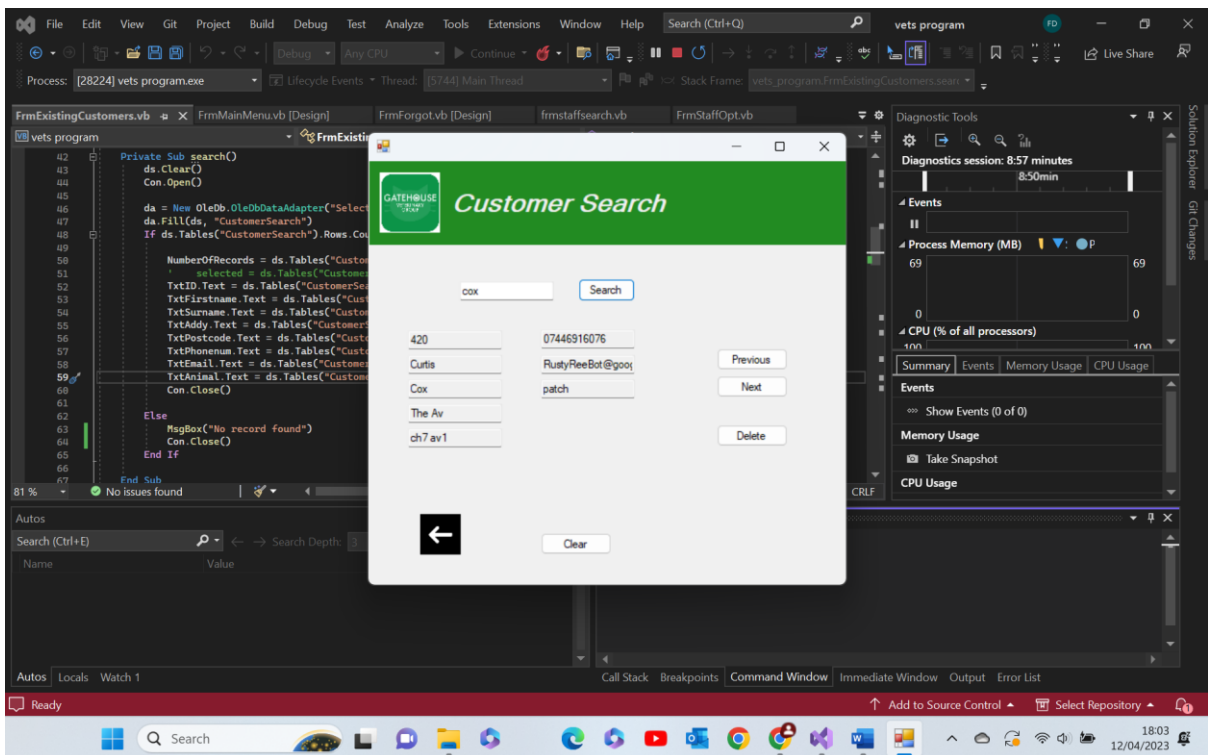 File Edit View Git Project Build Debug Test Analyze Tools Extensions Window Help Search (Ctrl+Q) vets program FD
Debug Any CPU Continue Live Share
Process: [28224] vets program.exe Lifecycle Events Thread: [5744] Main Thread Stack Frame: vets_program.FrmExistingCustomers.sear
FrmExistingCustomers.vb FrmMainMenu.vb [Design] FrmForgot.vb [Design] frmstaffsearch.vb FrmStaffOpt.vb
vets program FrmExistin
42 Private Sub search()
43 ds.Clear()
44 Con.Open()
45
46 da = New OleDb.OleDbDataAdapter("Select
47 da.Fill(ds, "CustomerSearch")
48 If ds.Tables("CustomerSearch").Rows.Cou
49
50 NumberOfRecords = ds.Tables("Custor
51 ' selected = ds.Tables("Customer
52 TxtID.Text = ds.Tables("CustomerSea
53 TxtFirstname.Text = ds.Tables("Cust
54 TxtSurname.Text = ds.Tables("Custom
55 TxtAddy.Text = ds.Tables("CustomerS
56 TxtPostcode.Text = ds.Tables("Custo
57 TxtPhonenum.Text = ds.Tables("Custo
58 TxtEmail.Text = ds.Tables("Custome
59 TxtAnimal.Text = ds.Tables("Custome
60 Con.Close()
61
62 Else
63 MsgBox("No record found")
64 Con.Close()
65 End If
66
67 End Sub
81 % No issues found CRLF
GATEHOUSE
Customer Search
cox Search
420 07446916076
Curtis RustyReeBot@goog Previous
Cox patch Next
The Av
ch7 av1 Delete
Clear
Diagnostic Tools
Diagnostics session: 8:57 minutes
8:50min
Events
Process Memory (MB) P
69 69
0 0
CPU (% of all processors)
100 100
Summary Events Memory Usage CPU Usage
Events
Show Events (0 of 0)
Memory Usage
Take Snapshot
CPU Usage
Solution Explorer
Git Changes
Autos
Search (Ctrl+E) Search Depth: 3
Name Value
Autos Locals Watch 1
Call Stack Breakpoints Command Window Immediate Window Output Error List
Ready Add to Source Control Select Repository 1
Search
18:03
12/04/2023